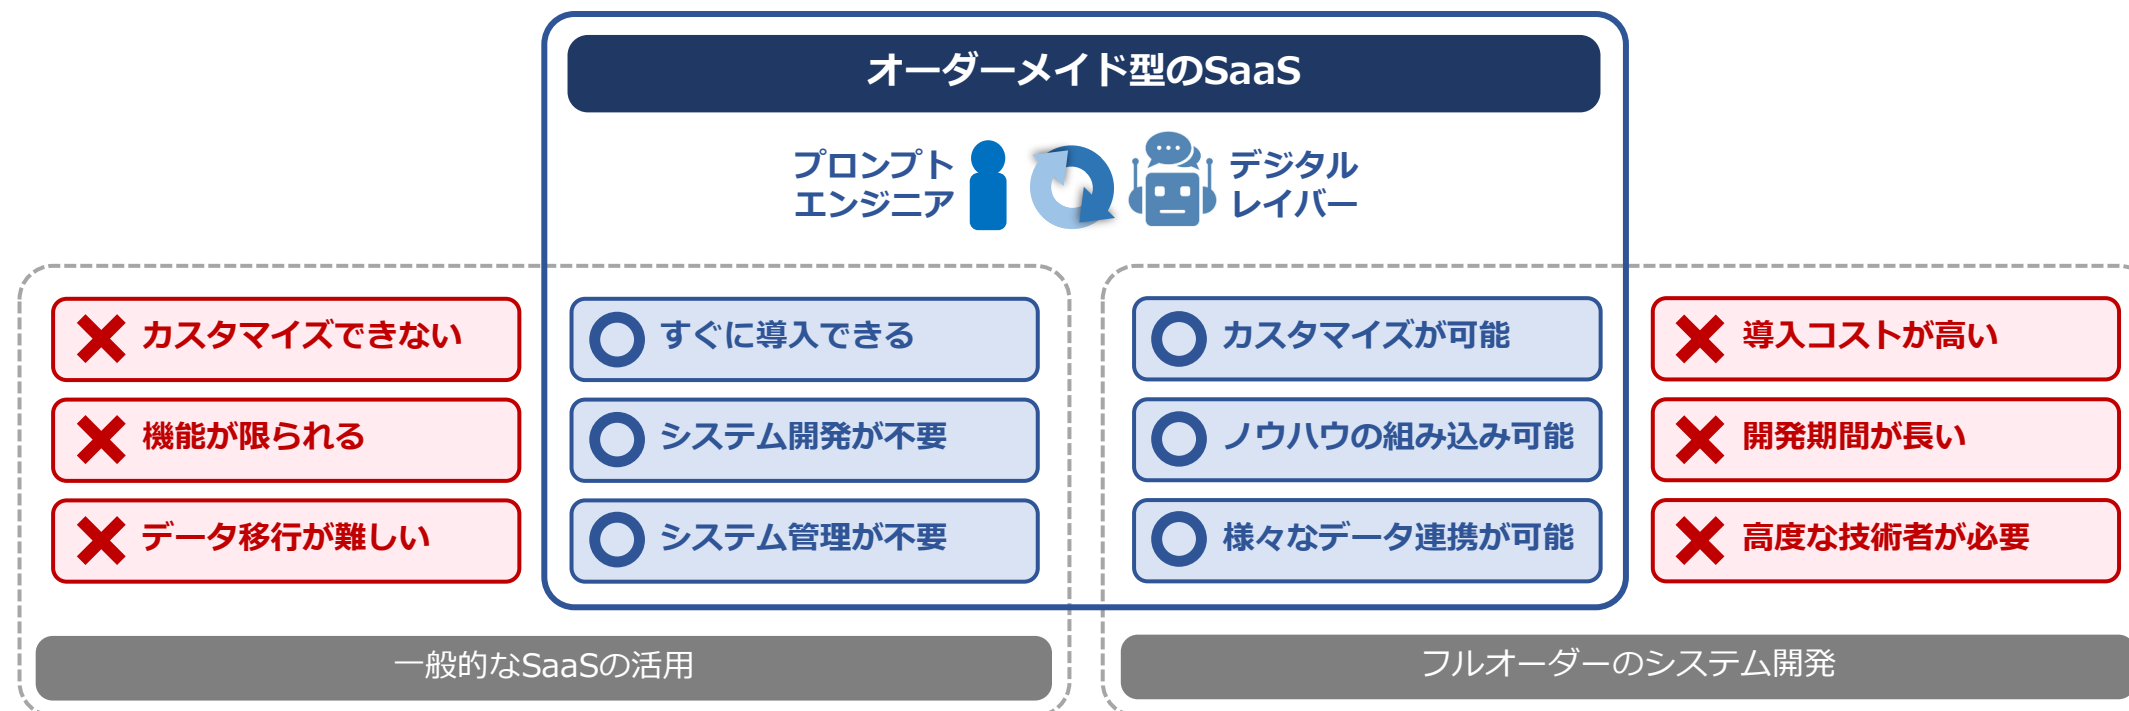 オーダーメイド型のSaaS
プロンプト
エンジニア
デジタル
レイバー
カスタマイズできない
すぐに導入できる
カスタマイズが可能
導入コストが高い
機能が限られる
システム開発が不要
ノウハウの組み込み可能
開発期間が長い
データ移行が難しい
システム管理が不要
様々なデータ連携が可能
高度な技術者が必要
一般的なSaaSの活用
フルオーダーのシステム開発